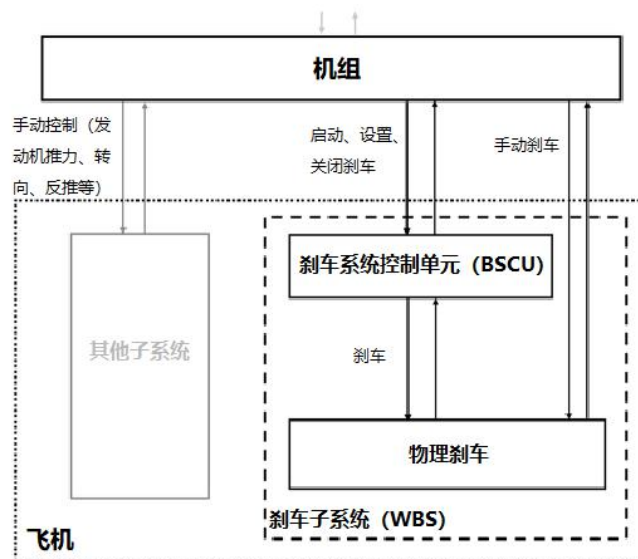 机组
手动控制（发
动机推力、转
向、反推等）
启动、设置、
关闭刹车
手动刹车
刹车系统控制单元（BSCU）
其他子系统
刹车
物理刹车
刹车子系统（WBS）
飞机